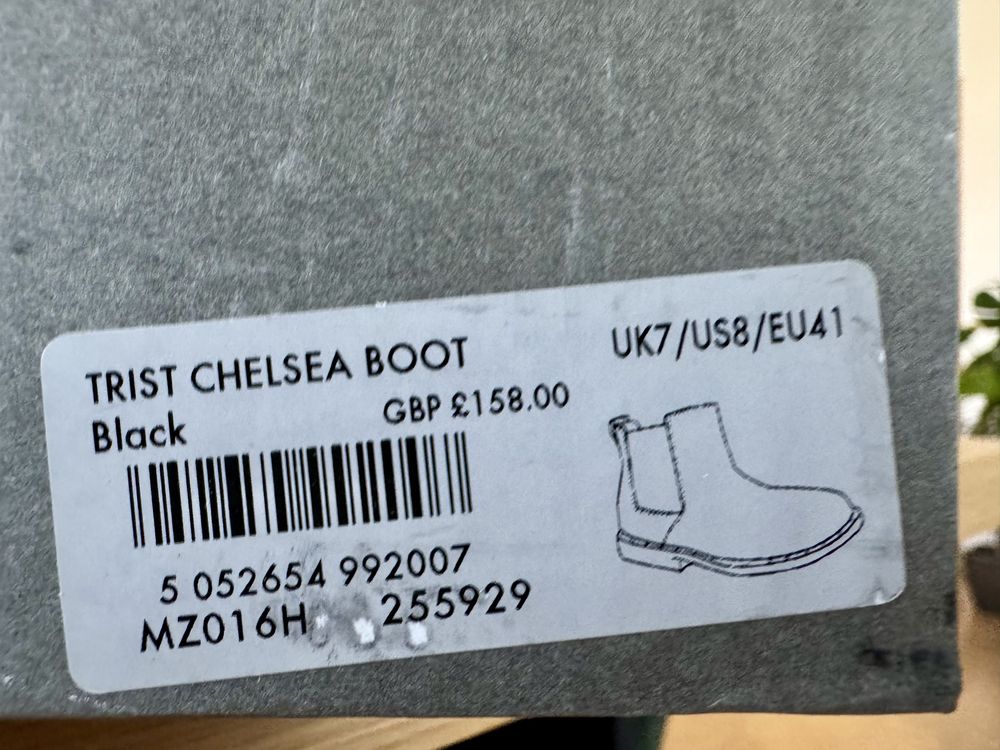 TRIST CHELSEA BOOT
UK7/US8/EU41
Black
GBP £158.00
5 052654 992007
MZ016H 255929